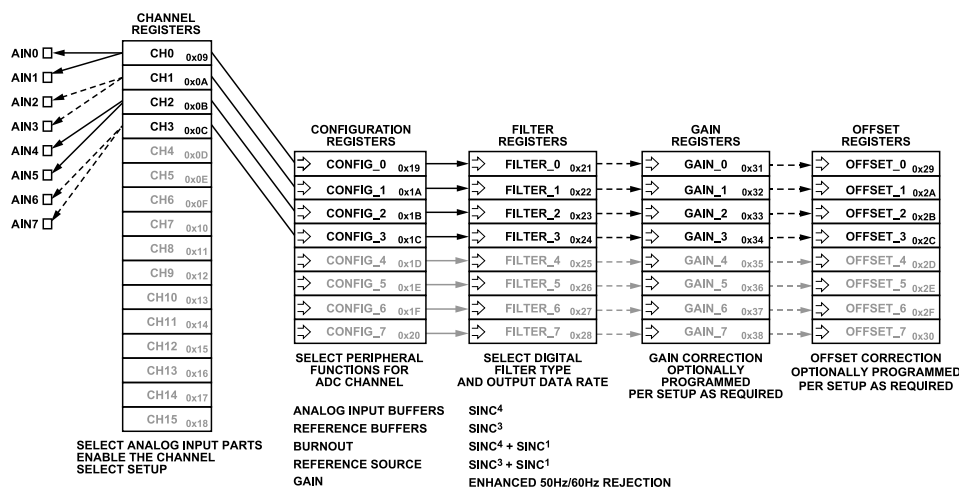 CHANNEL
REGISTERS
AIN0
AIN1
AIN2
AIN3
AIN4
AIN5
AIN6
AIN7
CH0 0x09
CH1 0x0A
CH2 0x0B
CH3 0x0C
CH4 0x0D
CH5 0x0E
CH6 0x0F
CH7 0x10
CH8 0x11
CH9 0x12
CH10 0x13
CH11 0x14
CH12 0x15
CH13 0x16
CH14 0x17
CH15 0x18
SELECT ANALOG INPUT PARTS
ENABLE THE CHANNEL
SELECT SETUP
CONFIGURATION
REGISTERS
CONFIG_0 0x19
CONFIG_1 0x1A
CONFIG_2 0x1B
CONFIG_3 0x1C
CONFIG_4 0x1D
CONFIG_5 0x1E
CONFIG_6 0x1F
CONFIG_7 0x20
SELECT PERIPHERAL
FUNCTIONS FOR
ADC CHANNEL
ANALOG INPUT BUFFERS
REFERENCE BUFFERS
BURNOUT
REFERENCE SOURCE
GAIN
FILTER
REGISTERS
FILTER_0 0x21
FILTER_1 0x22
FILTER_2 0x23
FILTER_3 0x24
FILTER_4 0x25
FILTER_5 0x26
FILTER_6 0x27
FILTER_7 0x28
SELECT DIGITAL
FILTER TYPE
AND OUTPUT DATA RATE
SINC4
SINC3
SINC4 + SINC1
SINC3 + SINC1
ENHANCED 50Hz/60Hz REJECTION
GAIN
REGISTERS
GAIN_0 0x31
GAIN_1 0x32
GAIN_2 0x33
GAIN_3 0x34
GAIN_4 0x35
GAIN_5 0x36
GAIN_6 0x37
GAIN_7 0x38
GAIN CORRECTION
OPTIONALLY
PROGRAMMED
PER SETUP AS REQUIRED
OFFSET
REGISTERS
OFFSET_0 0x29
OFFSET_1 0x2A
OFFSET_2 0x2B
OFFSET_3 0x2C
OFFSET_4 0x2D
OFFSET_5 0x2E
OFFSET_6 0x2F
OFFSET_7 0x30
OFFSET CORRECTION
OPTIONALLY PROGRAMMED
PER SETUP AS REQUIRED